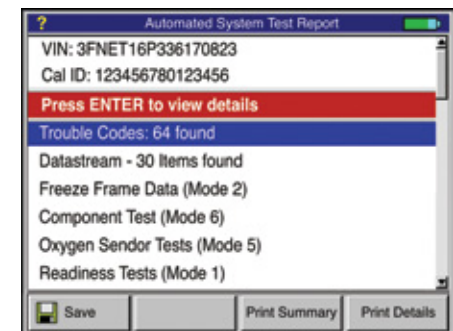 ? Automated System Test Report
VIN: 3FNET16P336170823
Cal ID: 123456780123456
Press ENTER to view details
Trouble Codes: 64 found
Datastream - 30 Items found
Freeze Frame Data (Mode 2)
Component Test (Mode 6)
Oxygen Sendor Tests (Mode 5)
Readiness Tests (Mode 1)
Save Print Summary Print Details